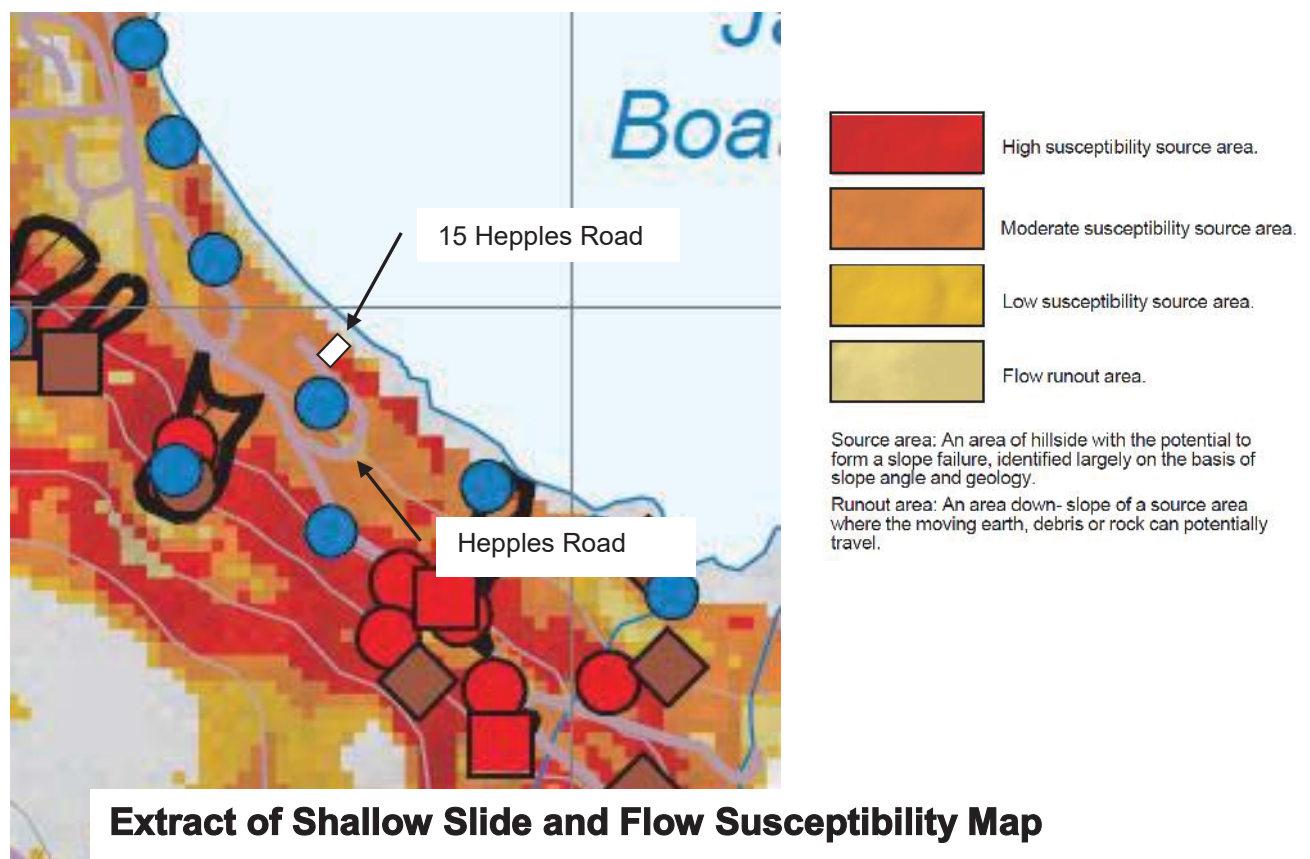 Boa
15 Hepples Road
Hepples Road
High susceptibility source area.
Moderate susceptibility source area.
Low susceptibility source area.
Flow runout area.
Source area: An area of hillside with the potential to
form a slope failure, identified largely on the basis of
slope angle and geology.
Runout area: An area down- slope of a source area
where the moving earth, debris or rock can potentially
travel.
Extract of Shallow Slide and Flow Susceptibility Map